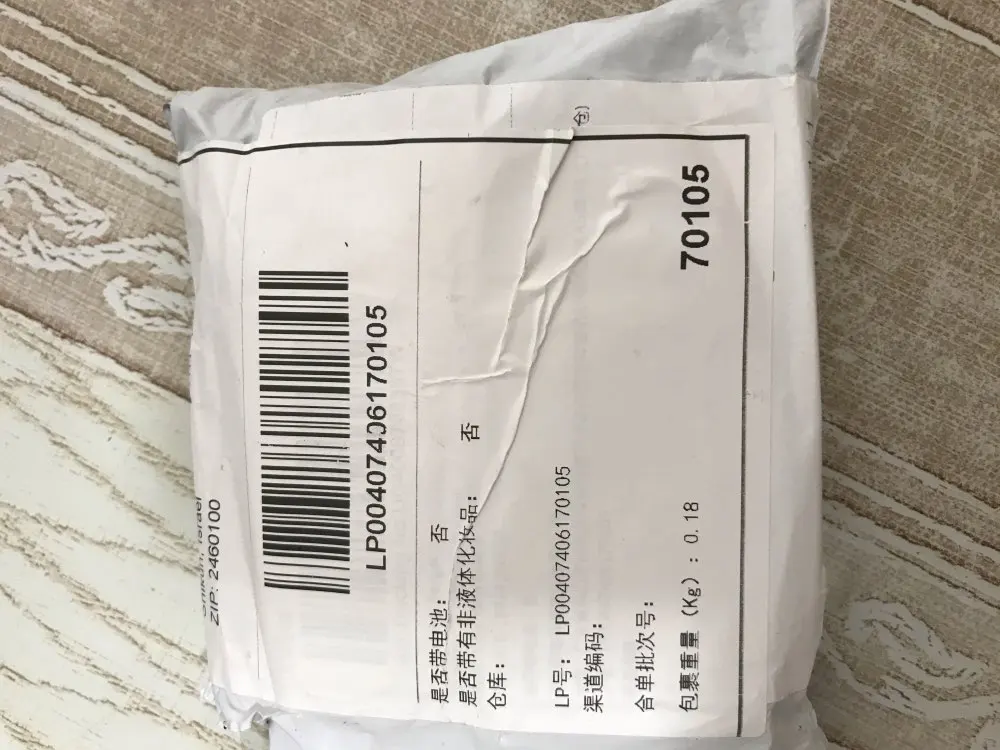 Israel
ZIP: 2460100
LP00407406170105
是否带电池: 否
是否带有非液体化妆品: 否
仓库:
LP号: LP00407406170105
渠道编码:
合单批次号:
包裹重量 (Kg) : 0.18
70105
仓)